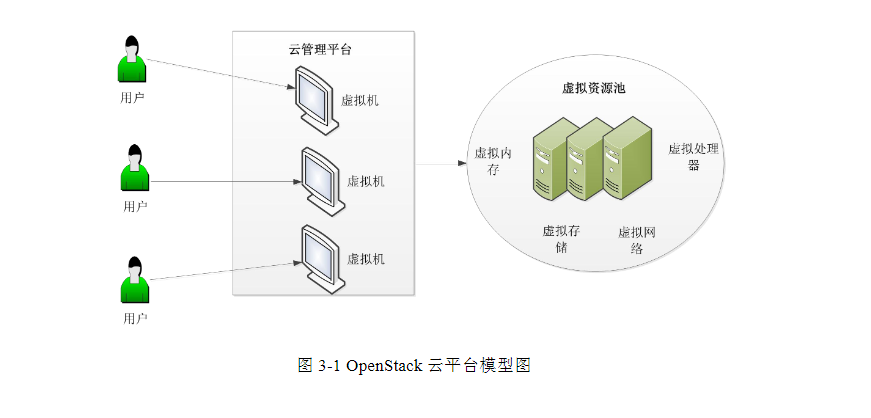 云管理平台
用户
虚拟机
用户
虚拟机
用户
虚拟机
虚拟资源池
虚拟内
存
虚拟处理
器
虚拟存
储
虚拟网
络
图 3-1 OpenStack 云平台模型图